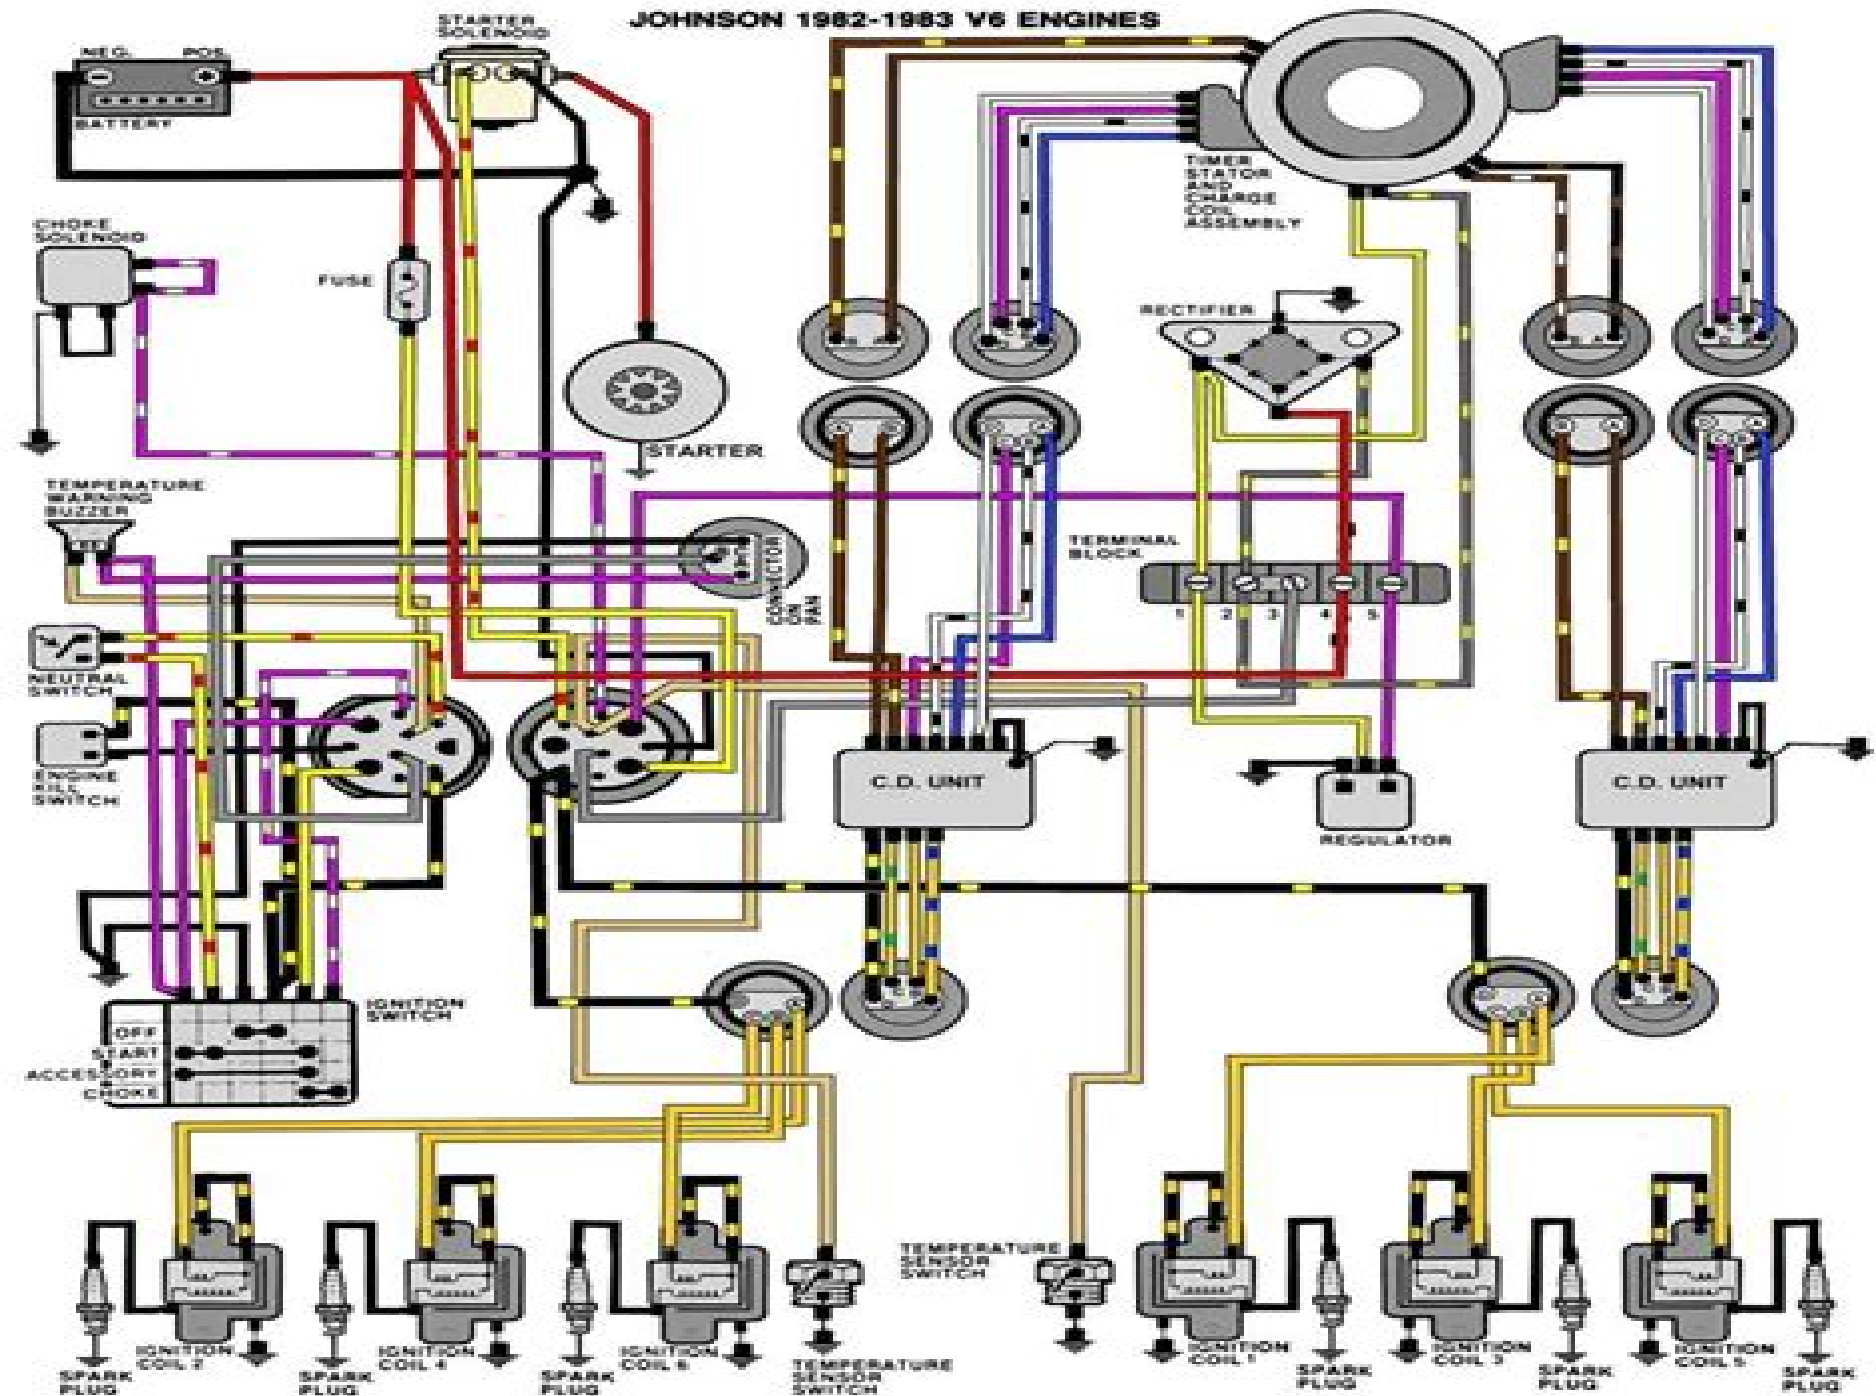 JOHNSON 1982-1983 V6 ENGINES
STARTER
SOLENOID
NEG. POS.
BATTERY
CHOKE
SOLENOID
FUSE
TIMER
STATOR
AND
CHARGE
COIL
ASSEMBLY
RECTIFIER
STARTER
TEMPERATURE
WARNING
BUZZER
CONNECTOR
ON
PAN
TERMINAL
BLOCK
1 2 3 4 5
NEUTRAL
SWITCH
ENGINE
KILL
SWITCH
C.D. UNIT
REGULATOR
C.D. UNIT
IGNITION
SWITCH
OFF
START
ACCESSORY
CHOKE
TEMPERATURE
SENSOR
SWITCH
IGNITION
COIL 2
IGNITION
COIL 4
IGNITION
COIL 6
TEMPERATURE
SENSOR
SWITCH
IGNITION
COIL 1
IGNITION
COIL 3
IGNITION
COIL 5
SPARK
PLUG
SPARK
PLUG
SPARK
PLUG
SPARK
PLUG
SPARK
PLUG
SPARK
PLUG